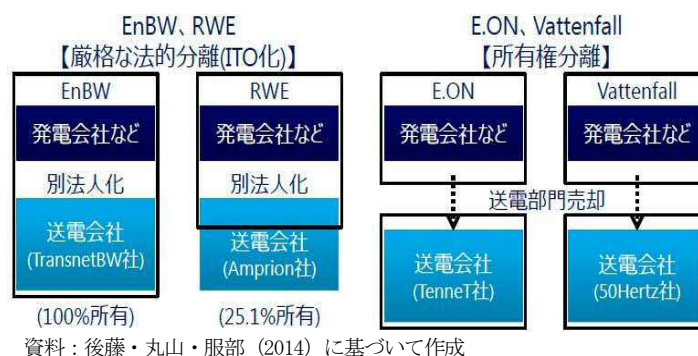 EnBW、RWE
【厳格な法的分離(ITO化)】
EnBW
発電会社など
別法人化
送電会社
(TransnetBW社)
(100%所有)
RWE
発電会社など
別法人化
送電会社
(Amprion社)
(25.1%所有)
E.ON、Vattenfall
【所有権分離】
E.ON
発電会社など
Vattenfall
発電会社など
送電部門売却
送電会社
(TenneT社)
送電会社
(50Hertz社)
資料：後藤・丸山・服部（2014）に基づいて作成